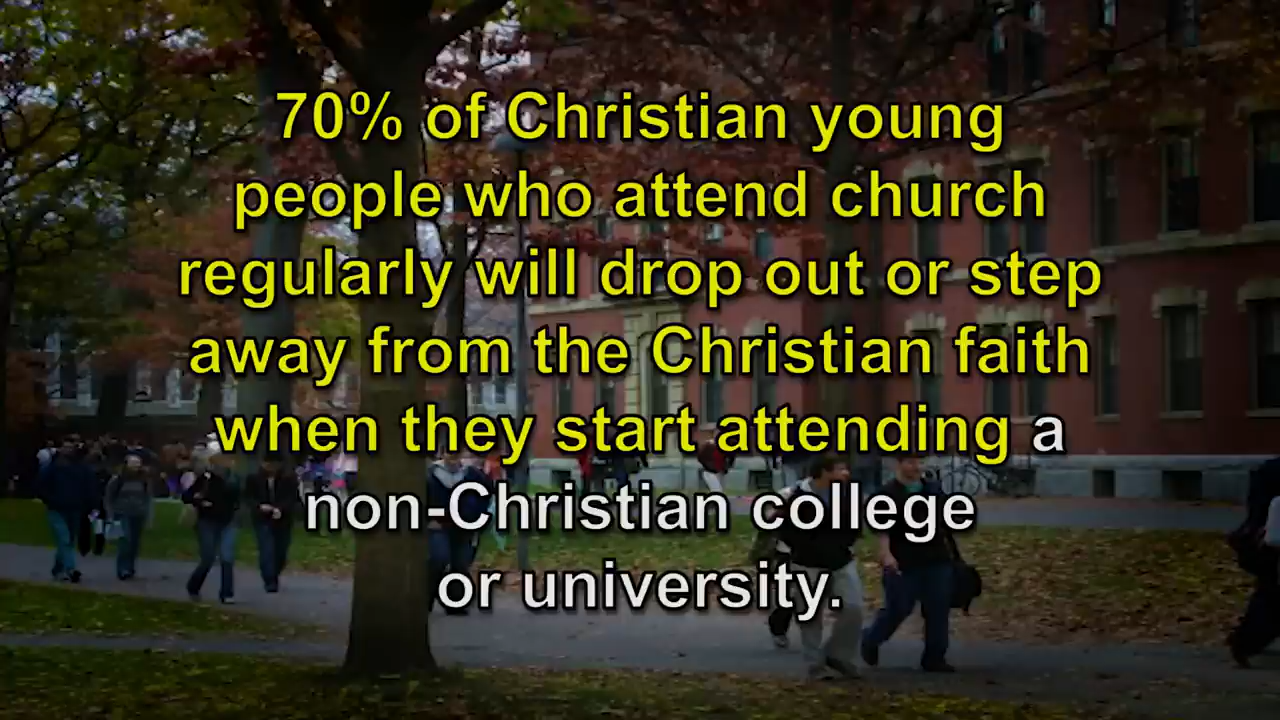 70% of Christian young
people who attend church
regularly will drop out or step
away from the Christian faith
when they start attending a
non-Christian college
or university.